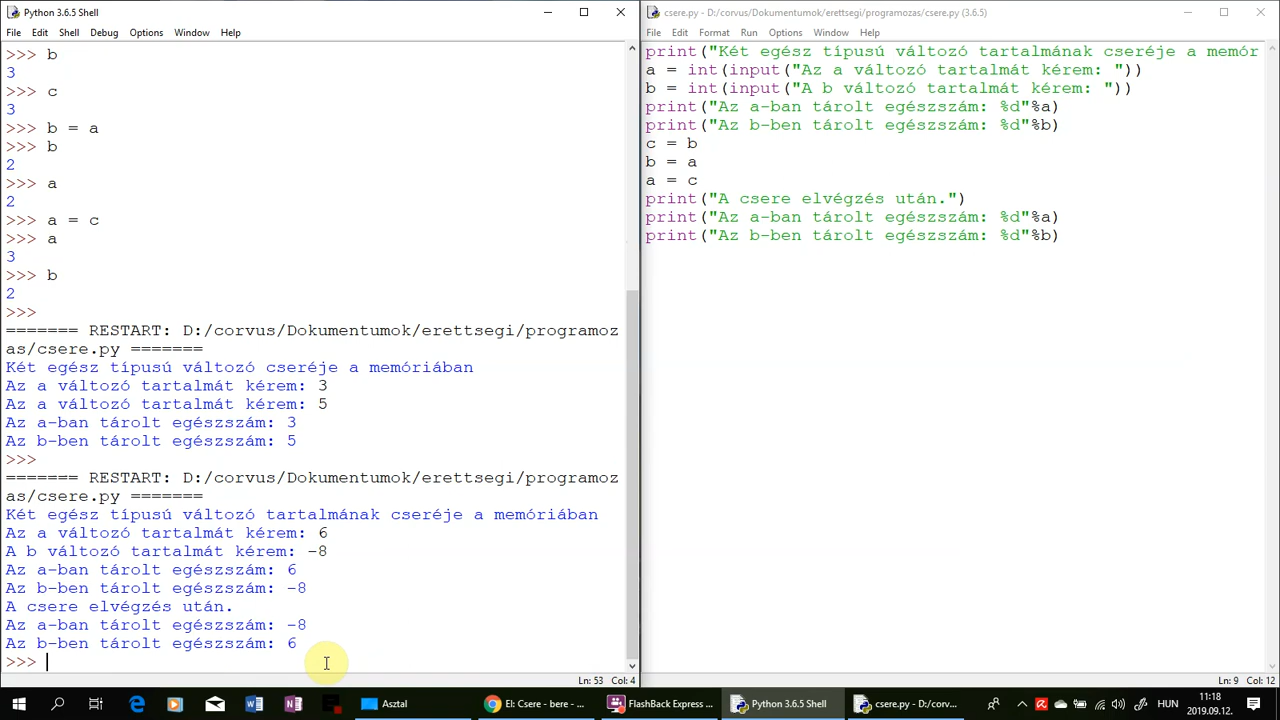 Python 3.6.5 Shell
File Edit Shell Debug Options Window Help
>>> b
3
>>> c
3
>>> b = a
>>> b
2
>>> a
2
>>> a = c
>>> a
3
>>> b
2
>>>
======= RESTART: D:/corvus/Dokumentumok/erettsegi/programoz
as/csere.py =======
Két egész típusú változó cseréje a memóriában
Az a változó tartalmát kérem: 3
Az a változó tartalmát kérem: 5
Az a-ban tárolt egészszám: 3
Az b-ben tárolt egészszám: 5
>>>
======= RESTART: D:/corvus/Dokumentumok/erettsegi/programoz
as/csere.py =======
Két egész típusú változó tartalmának cseréje a memóriában
Az a változó tartalmát kérem: 6
A b változó tartalmát kérem: -8
Az a-ban tárolt egészszám: 6
Az b-ben tárolt egészszám: -8
A csere elvégzés után.
Az a-ban tárolt egészszám: -8
Az b-ben tárolt egészszám: 6
>>>
Ln: 53 Col: 4
csere.py - D:/corvus/Dokumentumok/erettsegi/programozas/csere.py (3.6.5)
File Edit Format Run Options Window Help
print("Két egész típusú változó tartalmának cseréje a memór
a = int(input("Az a változó tartalmát kérem: "))
b = int(input("A b változó tartalmát kérem: "))
print("Az a-ban tárolt egészszám: %d"%a)
print("Az b-ben tárolt egészszám: %d"%b)
c = b
b = a
a = c
print("A csere elvégzés után.")
print("Az a-ban tárolt egészszám: %d"%a)
print("Az b-ben tárolt egészszám: %d"%b)
Ln: 9 Col: 12
Asztal
El: Csere - bere - ...
FlashBack Express ...
Python 3.6.5 Shell
csere.py - D:/corv...
HUN
11:18
2019.09.12.